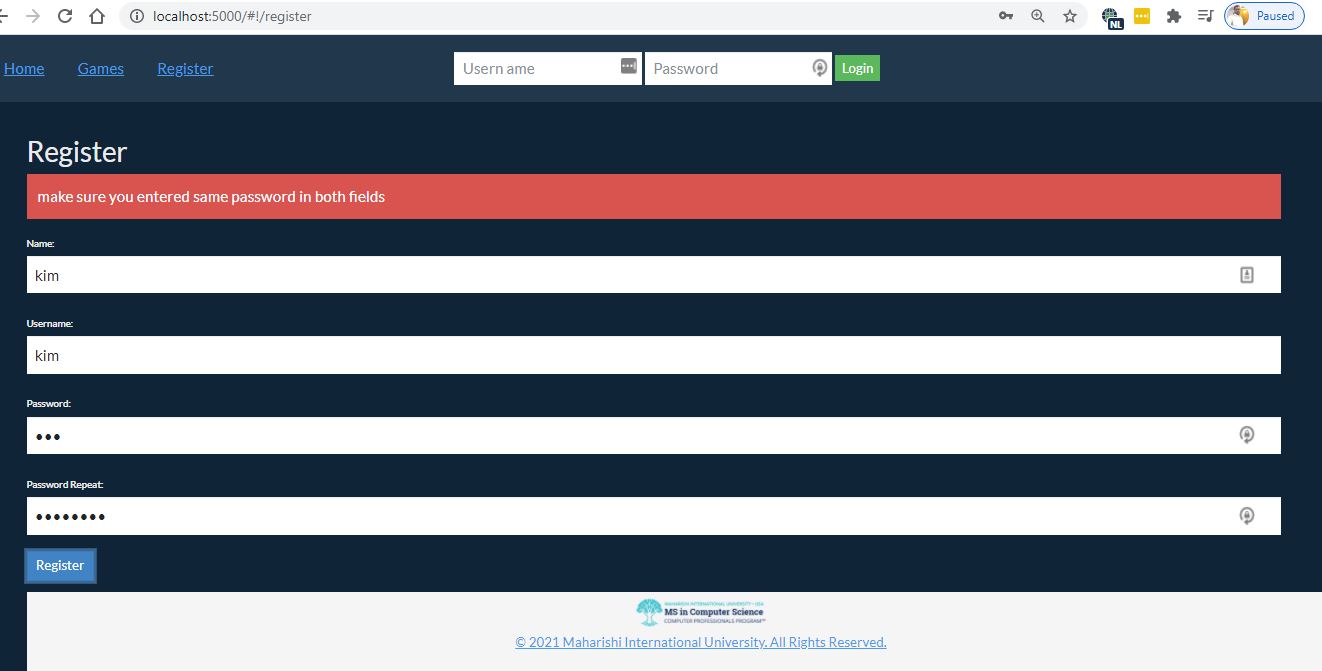 localhost:5000/#!/register
NL
Paused
Home Games Register Usern ame Password Login
Register
make sure you entered same password in both fields
Name:
kim
Username:
kim
Password:
•••
Password Repeat:
••••••••
Register
MAHARISHI INTERNATIONAL UNIVERSITY • USA
MS in Computer Science
COMPUTER PROFESSIONALS PROGRAM℠
© 2021 Maharishi International University. All Rights Reserved.